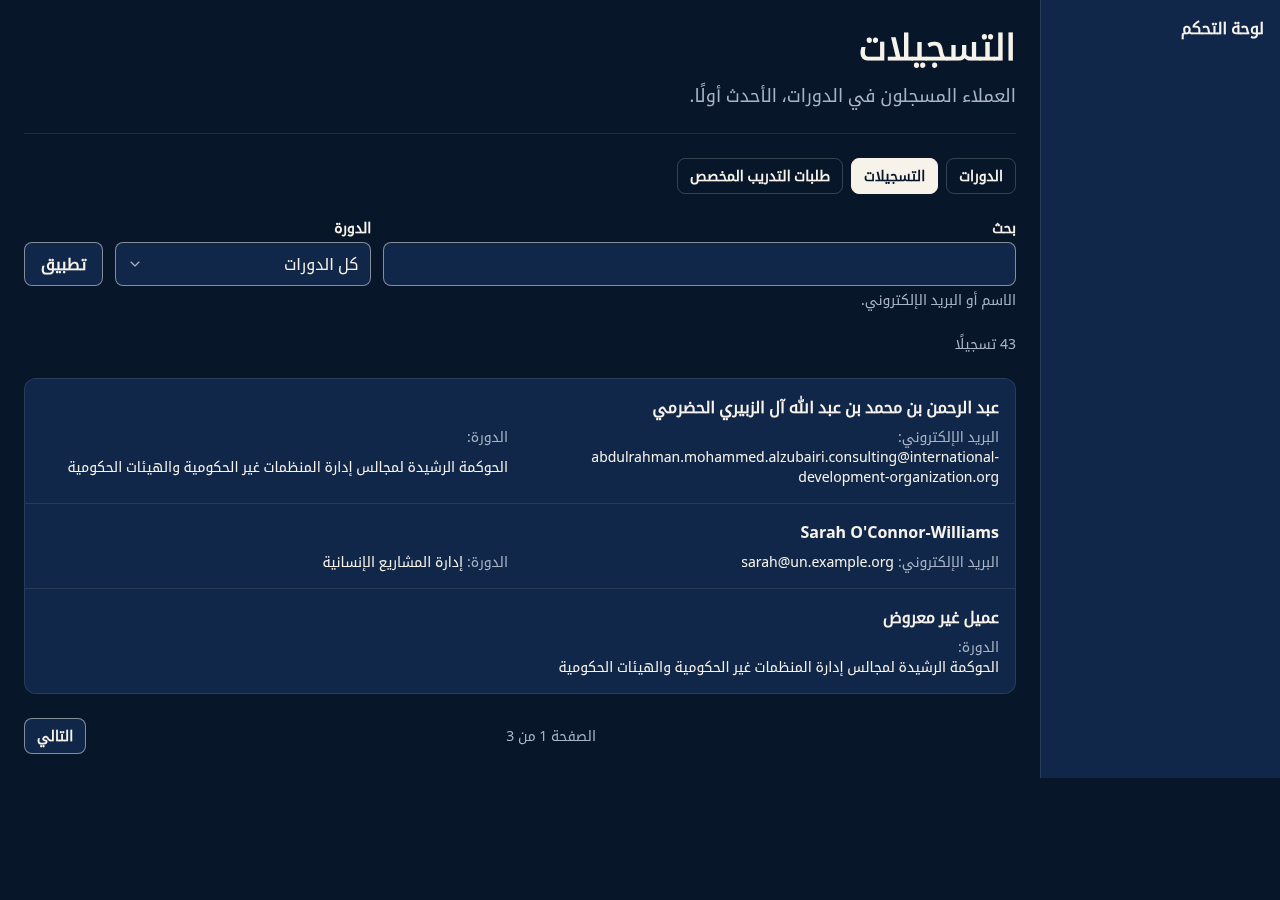 لوحة التحكم
التسجيلات
العملاء المسجلون في الدورات، الأحدث أولًا.
الدورات
التسجيلات
طلبات التدريب المخصص
بحث
الدورة
كل الدورات
تطبيق
الاسم أو البريد الإلكتروني.
43 تسجيلًا
عبد الرحمن بن محمد بن عبد الله آل الزبيري الحضرمي
البريد الإلكتروني:
abdulrahman.mohammed.alzubairi.consulting@international-
development-organization.org
الدورة:
الحوكمة الرشيدة لمجالس إدارة المنظمات غير الحكومية والهيئات الحكومية
Sarah O'Connor-Williams
البريد الإلكتروني: sarah@un.example.org
الدورة: إدارة المشاريع الإنسانية
عميل غير معروض
الدورة:
الحوكمة الرشيدة لمجالس إدارة المنظمات غير الحكومية والهيئات الحكومية
الصفحة 1 من 3
التالي